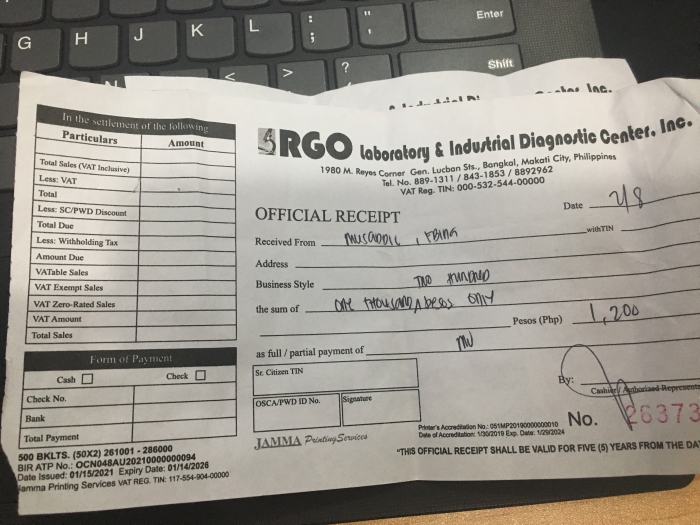 G H J K L : ; " ' Enter
N < > ? Shift
Inc.
In the settlement of the following
Particulars Amount
Total Sales (VAT Inclusive)
Less: VAT
Total
Less: SC/PWD Discount
Total Due
Less: Withholding Tax
Amount Due
VATable Sales
VAT Exempt Sales
VAT Zero-Rated Sales
VAT Amount
Total Sales
Form of Payment
Cash Check
Check No.
Bank
Total Payment
500 BKLTS. (50X2) 261001 - 286000
BIR ATP No.: OCN048AU20210000000094
Date Issued: 01/15/2021 Expiry Date: 01/14/2026
Jamma Printing Services VAT REG. TIN: 117-554-904-00000
ARGO Laboratory & Industrial Diagnostic Center, Inc.
1980 M. Reyes Corner Gen. Lucban Sts., Bangkal, Makati City, Philippines
Tel. No. 889-1311 / 843-1853 / 8892962
VAT Reg. TIN: 000-532-544-00000
OFFICIAL RECEIPT
Date 2/8
Received From with TIN
Address
Business Style TWO HUNDRED
the sum of ONE THOUSAND PESOS ONLY
Pesos (Php) 1,200
as full / partial payment of
Sr. Citizen TIN
OSCA/PWD ID No. Signature
By:
Cashier / Authorized Represent
JAMMA Printing Services
Printer's Accreditation No.: 051MP20190000000010
Date of Accreditation: 1/30/2019 Exp. Date: 1/29/2024
No. 26373
"THIS OFFICIAL RECEIPT SHALL BE VALID FOR FIVE (5) YEARS FROM THE DA